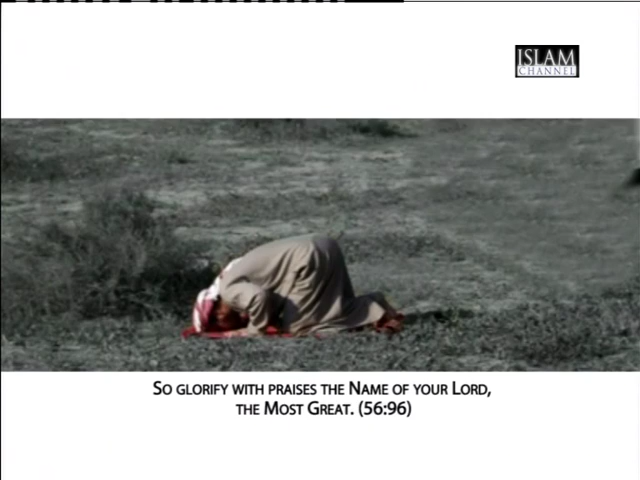 ISLAM
CHANNEL
So glorify with praises the Name of your Lord,
the Most Great. (56:96)